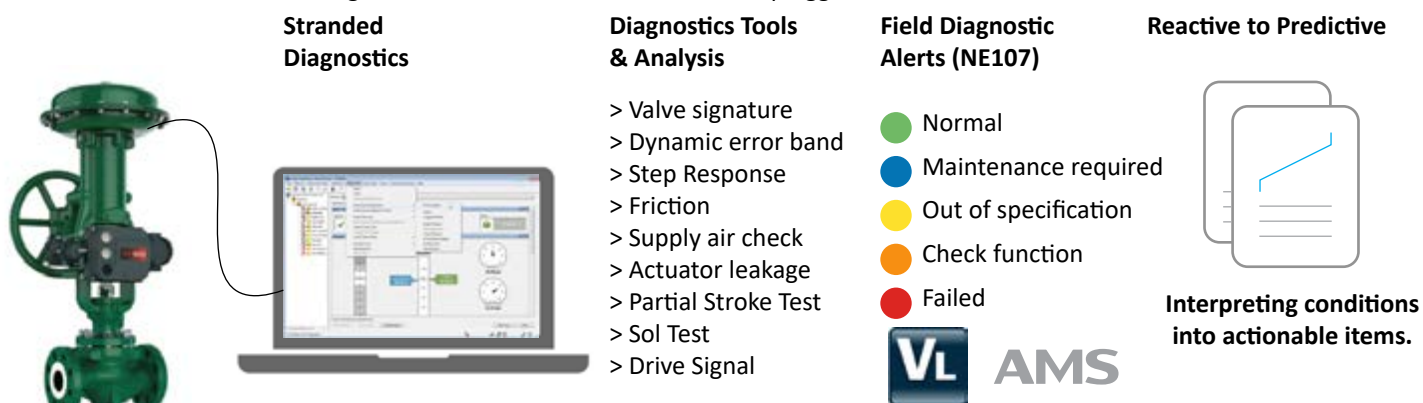 Stranded
Diagnostics
Diagnostics Tools
& Analysis
> Valve signature
> Dynamic error band
> Step Response
> Friction
> Supply air check
> Actuator leakage
> Partial Stroke Test
> Sol Test
> Drive Signal
Field Diagnostic
Alerts (NE107)
Normal
Maintenance required
Out of specification
Check function
Failed
VL
AMS
Reactive to Predictive
Interpreting conditions
into actionable items.